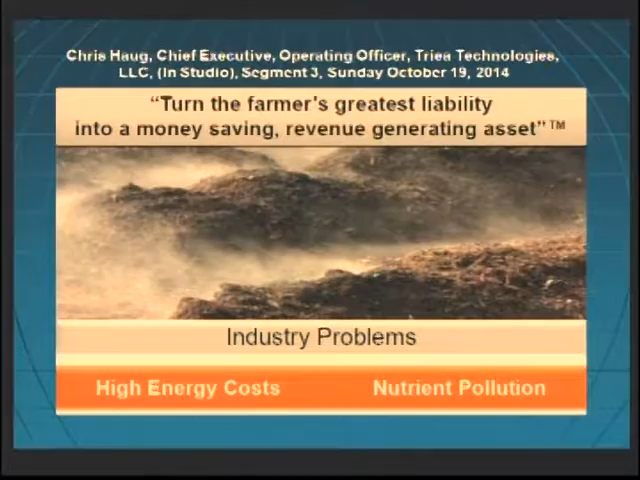 Chris Haug, Chief Executive, Operating Officer, Triea Technologies,
LLC, (In Studio), Segment 3, Sunday October 19, 2014
“Turn the farmer's greatest liability
into a money saving, revenue generating asset”™
Industry Problems
High Energy Costs
Nutrient Pollution